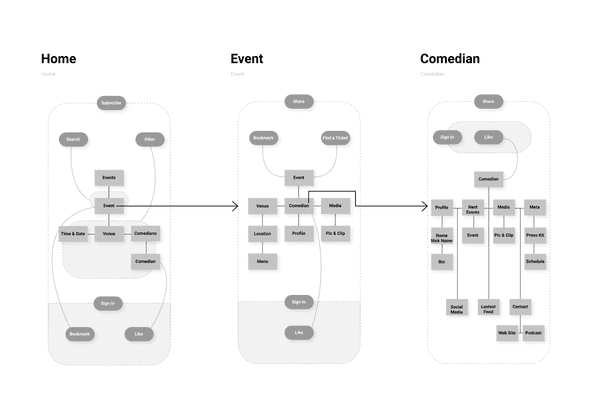 Home
Home
Subscribe
Search
Filter
Events
Event
Time & Date
Venue
Comedians
Comedian
Sign In
Bookmark
Like
Event
Event
Share
Bookmark
Find a Ticket
Event
Venue
Comedian
Media
Location
Profile
Pic & Clip
Menu
Sign In
Like
Comedian
Comedian
Share
Sign In
Like
Comedian
Profile
Next
Events
Media
Meta
Name
Nick Name
Event
Pic & Clip
Press Kit
Bio
Schedule
Social
Media
Lastest
Feed
Contact
Web Site
Podcast